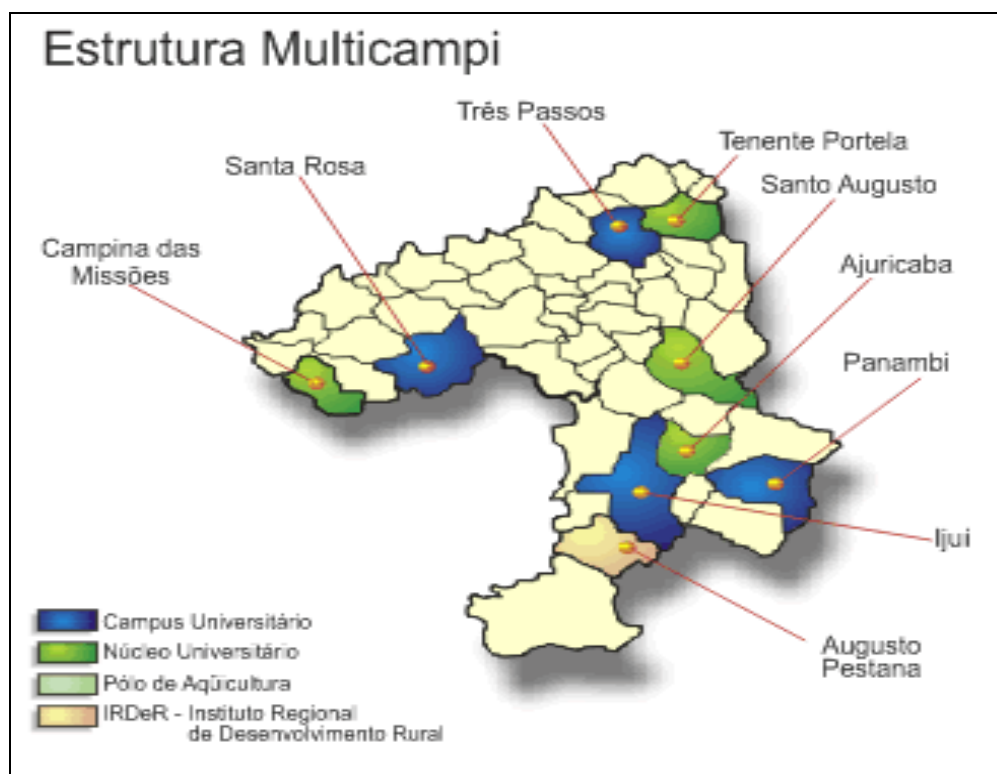 Estrutura Multicampi
Três Passos
Tenente Portela
Santa Rosa
Santo Augusto
Campina das
Missões
Ajuricaba
Panambi
Ijuí
Augusto
Pestana
Campus Universitário
Núcleo Universitário
Pólo de Aqüicultura
IRDeR - Instituto Regional
de Desenvolvimento Rural